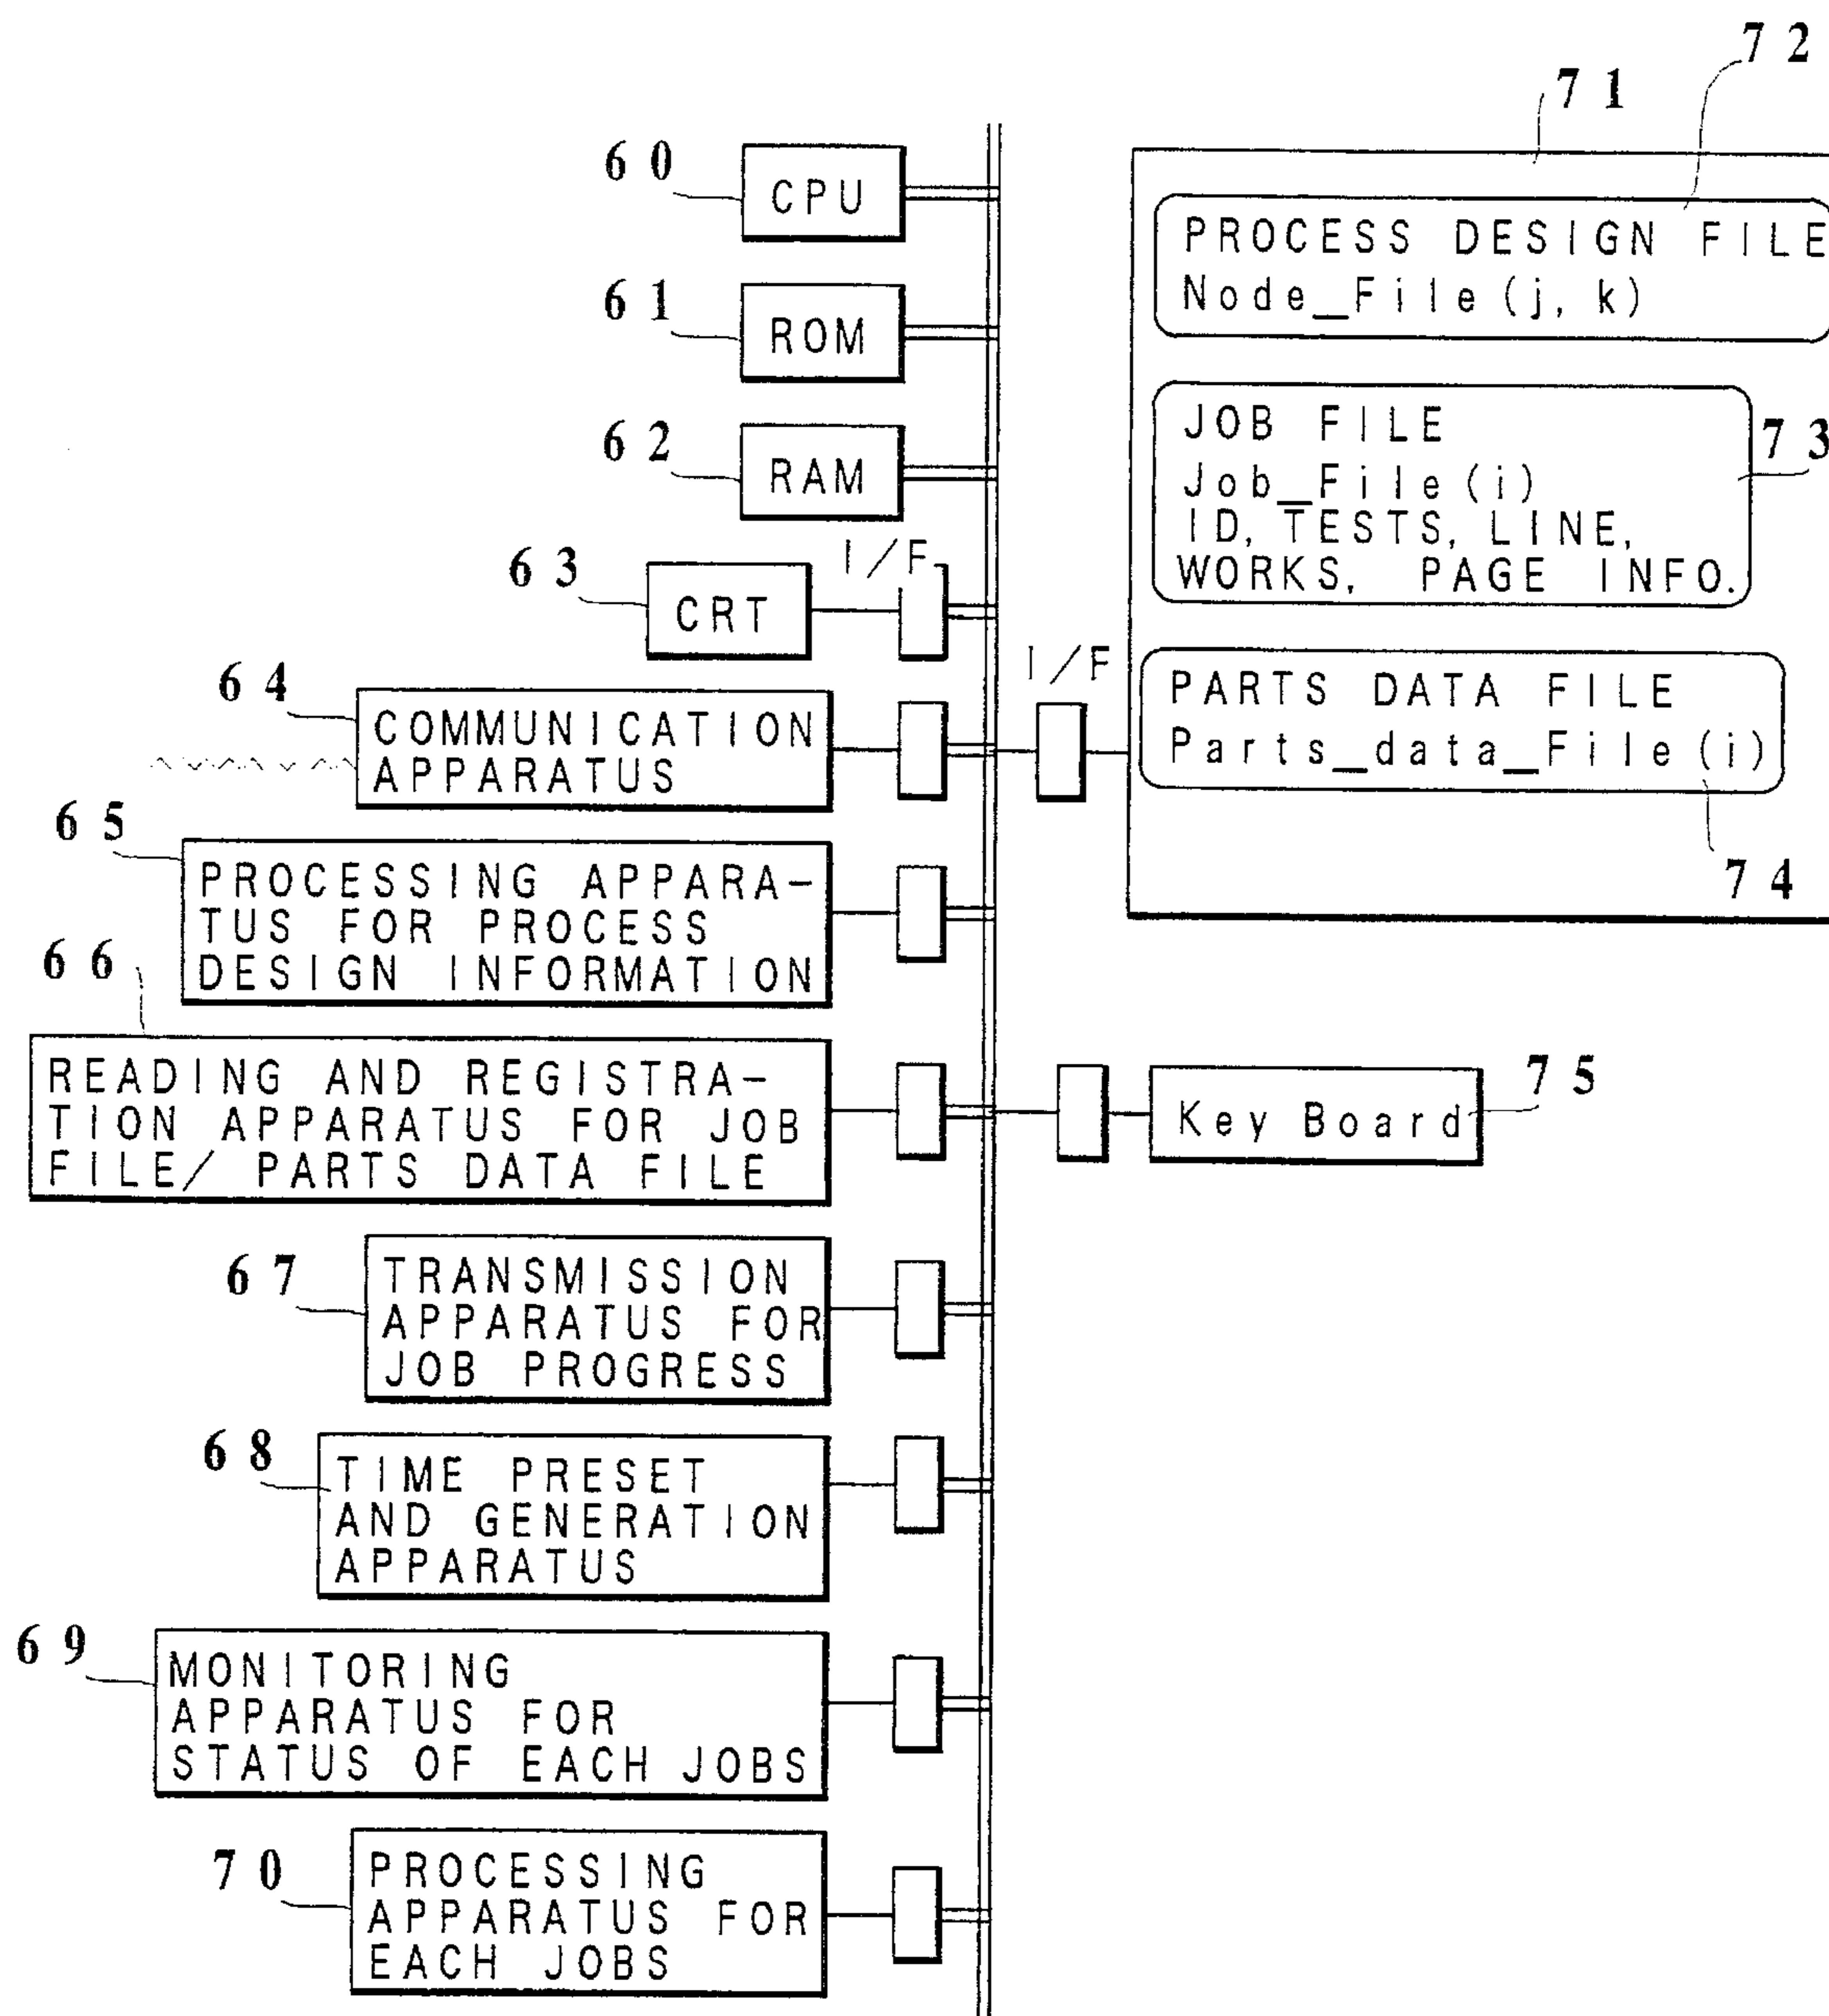 7 2
7 1
6 0
CPU
PROCESS DESIGN FILE
Node_File(j, k)
6 1
ROM
JOB FILE
Job_File(i)
ID, TESTS, LINE,
WORKS, PAGE INFO.
7 3
6 2
RAM
6 3
CRT
I/F
I/F
PARTS DATA FILE
Parts_data_File(i)
7 4
6 4
COMMUNICATION
APPARATUS
6 5
PROCESSING APPARA-
TUS FOR PROCESS
DESIGN INFORMATION
6 6
READING AND REGISTRA-
TION APPARATUS FOR JOB
FILE/ PARTS DATA FILE
Key Board
7 5
6 7
TRANSMISSION
APPARATUS FOR
JOB PROGRESS
6 8
TIME PRESET
AND GENERATION
APPARATUS
6 9
MONITORING
APPARATUS FOR
STATUS OF EACH JOBS
7 0
PROCESSING
APPARATUS FOR
EACH JOBS